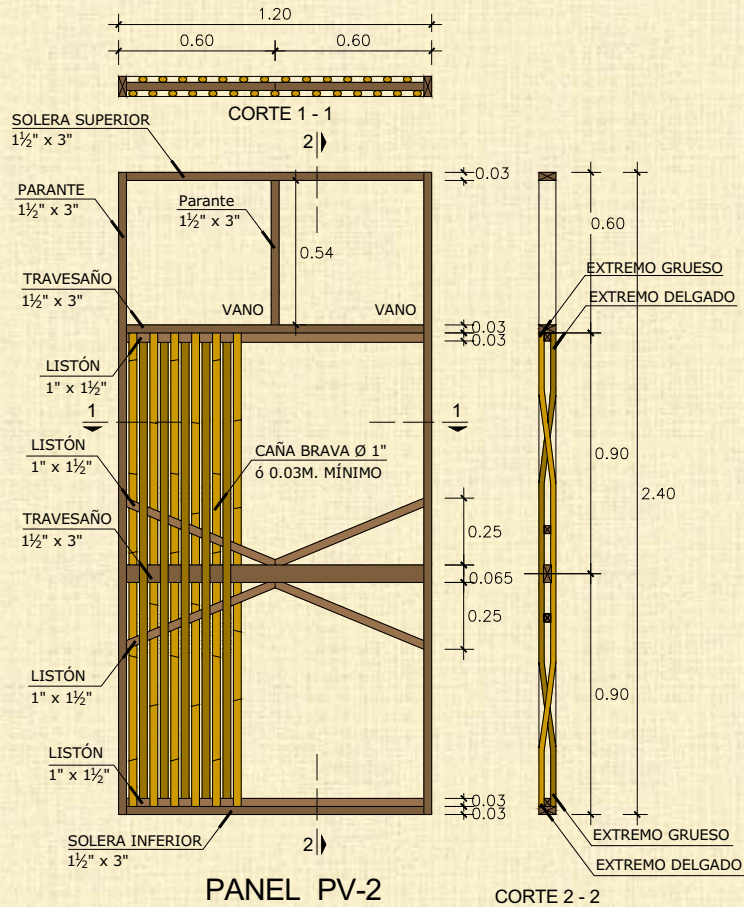 1.20
0.60
0.60
CORTE 1 - 1
SOLERA SUPERIOR
1½" x 3"
2
0.03
PARANTE
1½" x 3"
Parante
1½" x 3"
0.54
0.60
TRAVESAÑO
1½" x 3"
VANO
VANO
EXTREMO GRUESO
EXTREMO DELGADO
0.03
0.03
LISTÓN
1" x 1½"
1
1
LISTÓN
1" x 1½"
CAÑA BRAVA Ø 1"
ó 0.03M. MÍNIMO
0.90
2.40
TRAVESAÑO
1½" x 3"
0.25
0.065
0.25
LISTÓN
1" x 1½"
0.90
LISTÓN
1" x 1½"
0.03
0.03
SOLERA INFERIOR
1½" x 3"
2
EXTREMO GRUESO
EXTREMO DELGADO
PANEL PV-2
CORTE 2 - 2